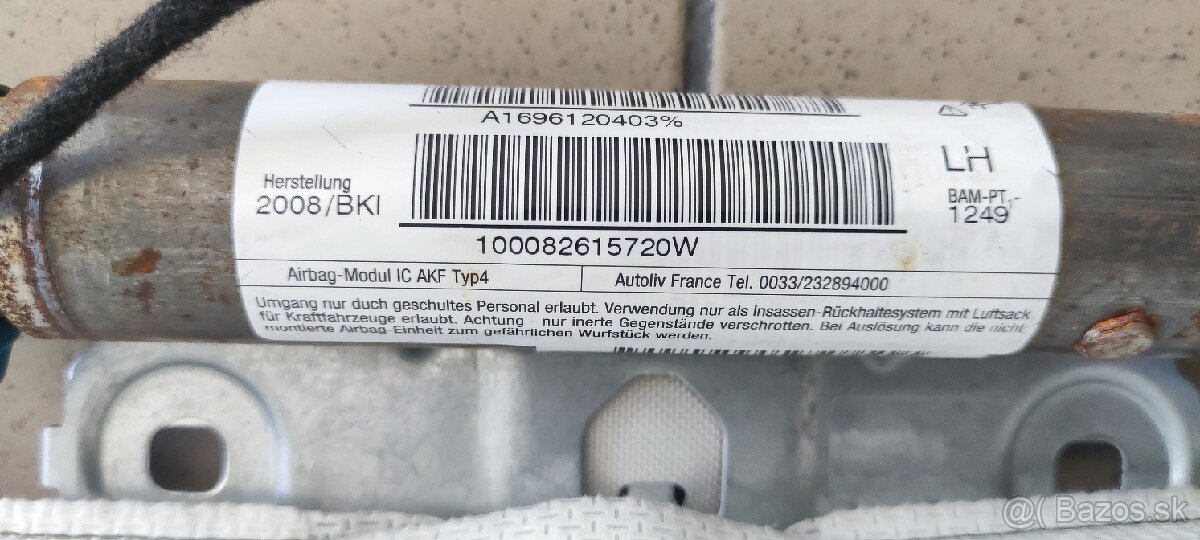 A1696120403%
LH
Herstellung
2008/BKI
BAM-PT1-
1249
100082615720W
Airbag-Modul IC AKF Typ4
Autoliv France Tel. 0033/232894000
Umgang nur duch geschultes Personal erlaubt. Verwendung nur als Insassen-Rückhaltesystem mit Luftsack
für Kraftfahrzeuge erlaubt. Achtung - nur inerte Gegenstände verschrotten. Bei Auslösung kann die nicht
montierte Airbag-Einheit zum gefährlichen Wurfstück werden.
@( Bazos.sk